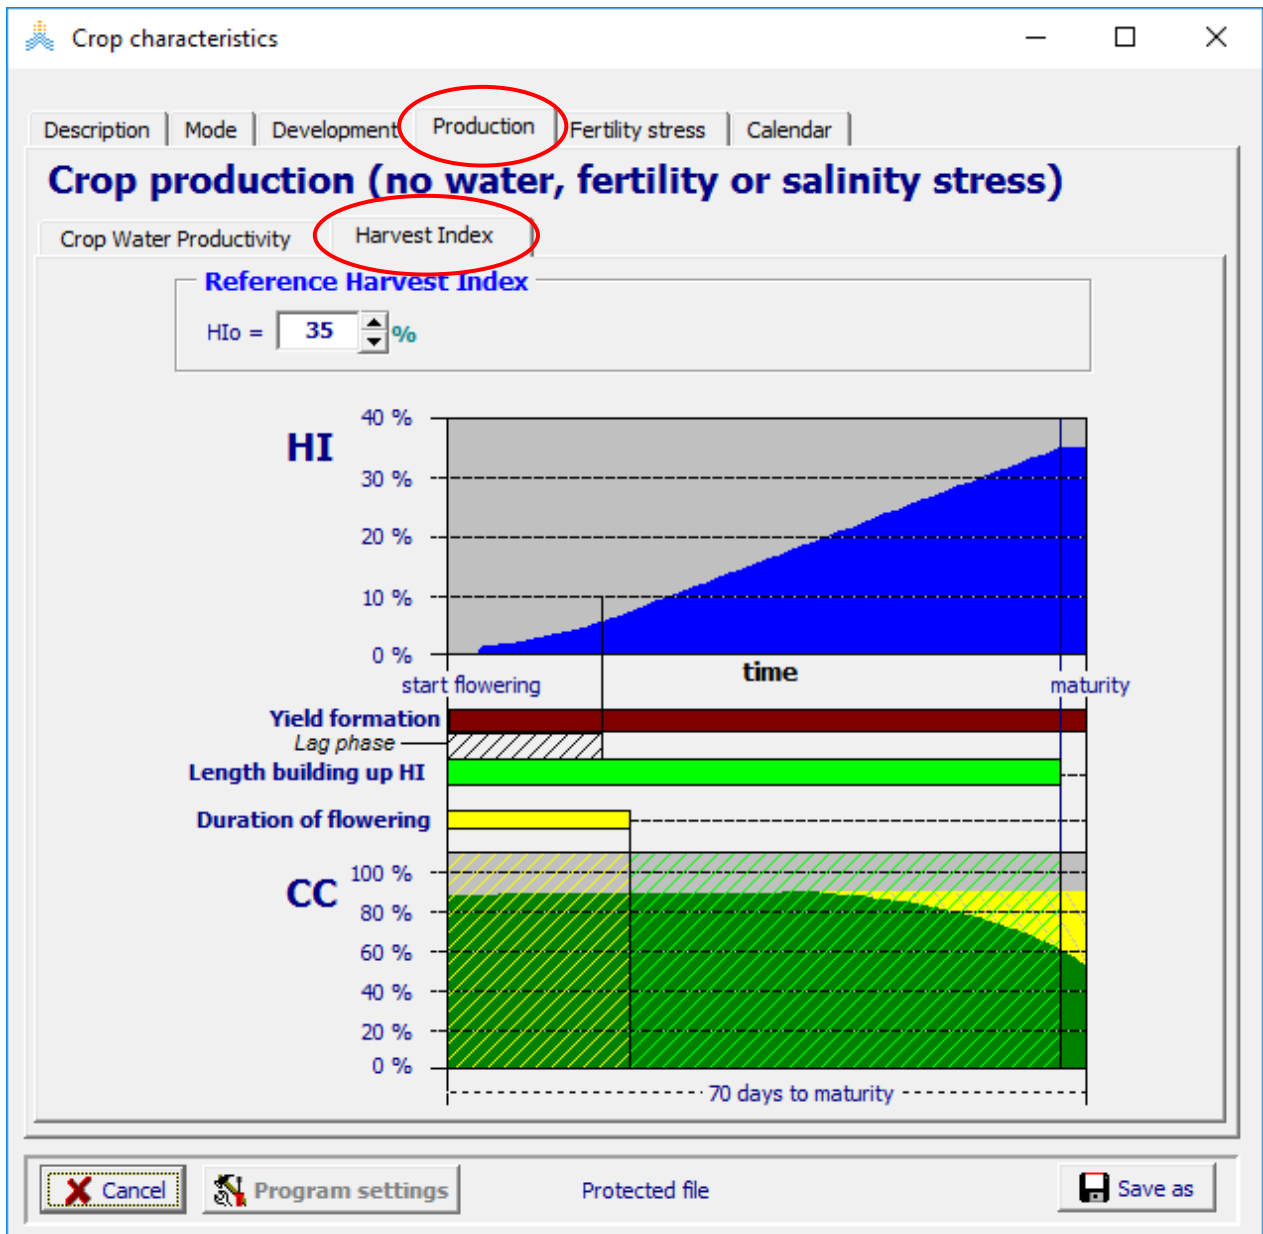 Crop characteristics
Description Mode Development Production Fertility stress Calendar
Crop production (no water, fertility or salinity stress)
Crop Water Productivity Harvest Index
Reference Harvest Index
HIo = 35 %
HI
40 %
30 %
20 %
10 %
0 %
time
start flowering maturity
Yield formation
Lag phase
Length building up HI
Duration of flowering
CC
100 %
80 %
60 %
40 %
20 %
0 %
70 days to maturity
Cancel Program settings Protected file Save as